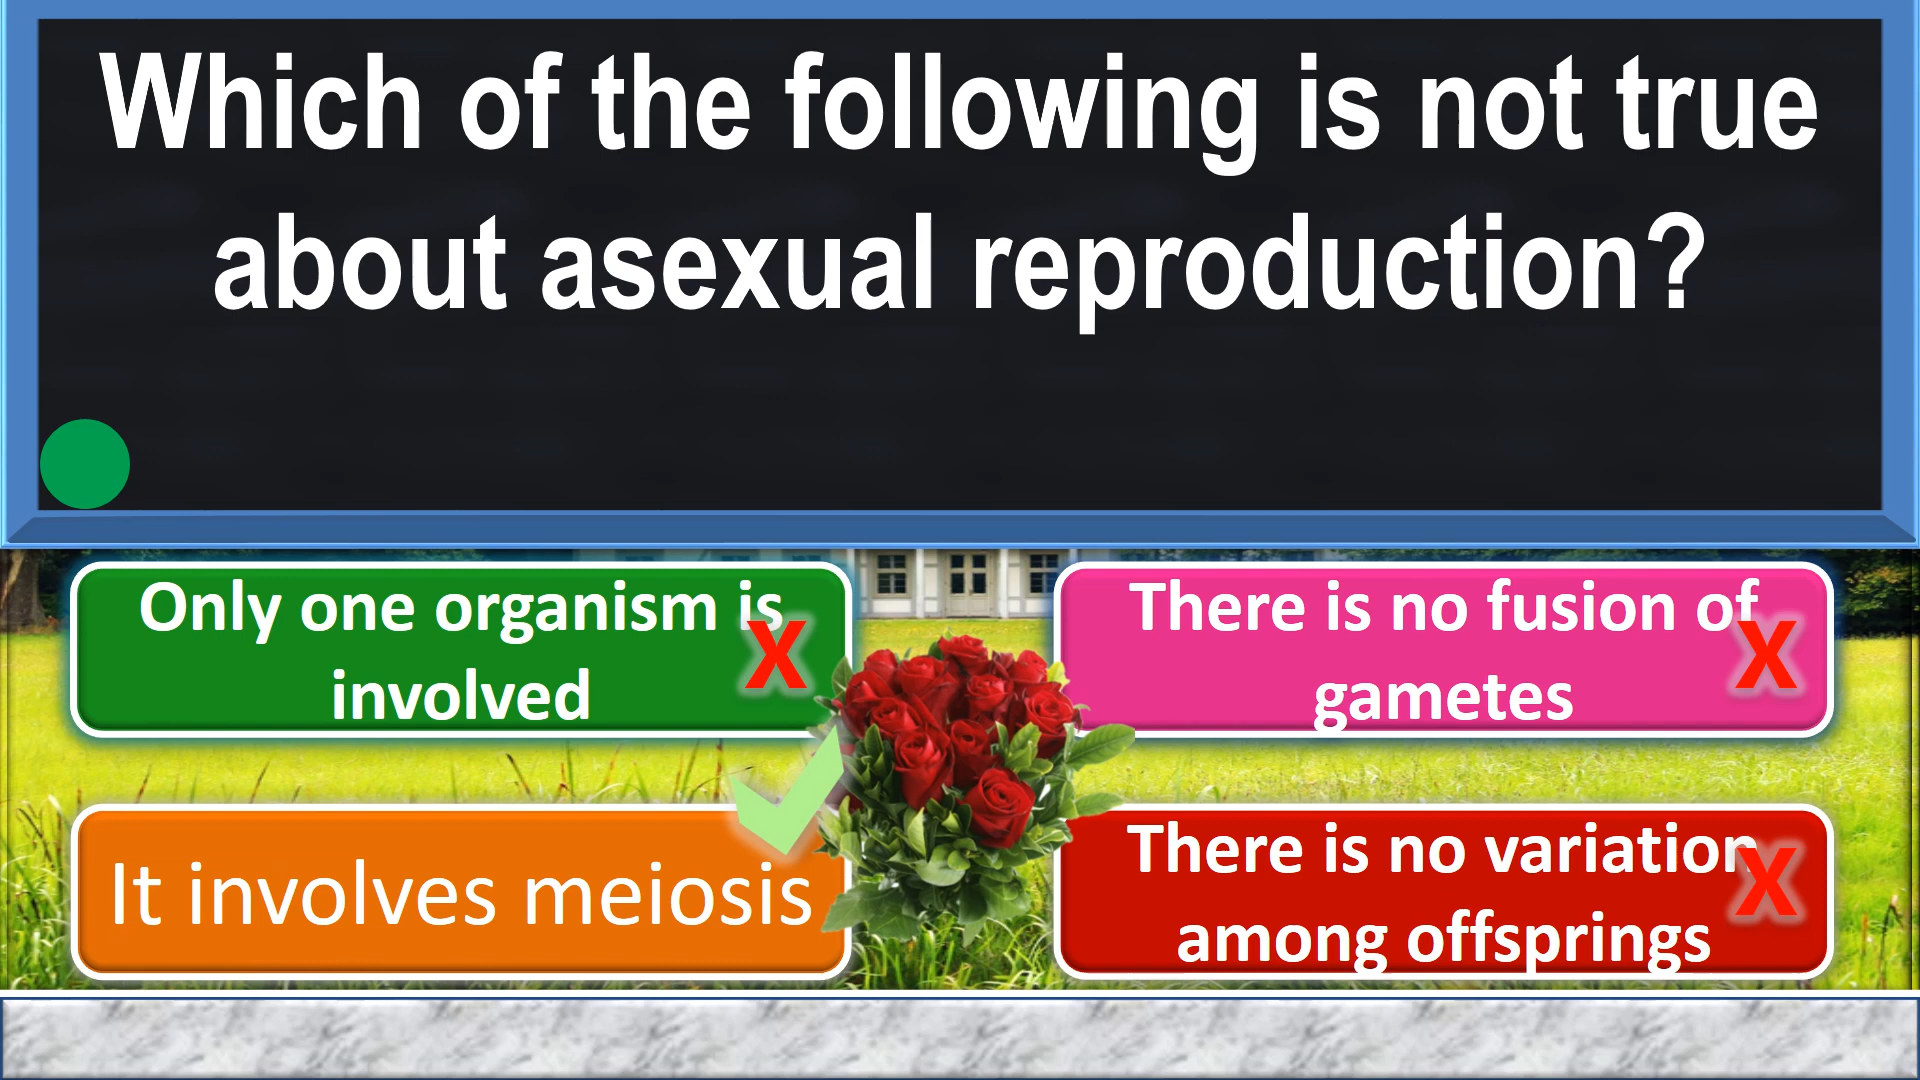 Which of the following is not true
about asexual reproduction?
Only one organism is
involved
X
There is no fusion of
gametes
X
It involves meiosis
There is no variation
among offsprings
X